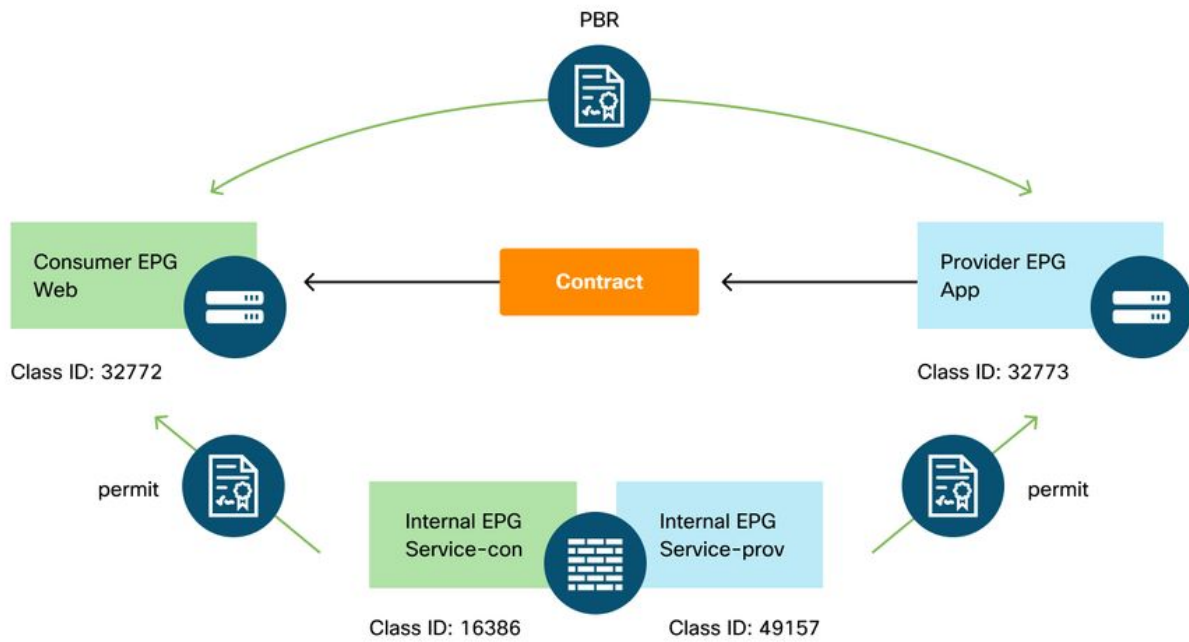 PBR
Consumer EPG
Web
Contract
Provider EPG
App
Class ID: 32772
Class ID: 32773
permit
permit
Internal EPG
Service-con
Internal EPG
Service-prov
Class ID: 16386
Class ID: 49157